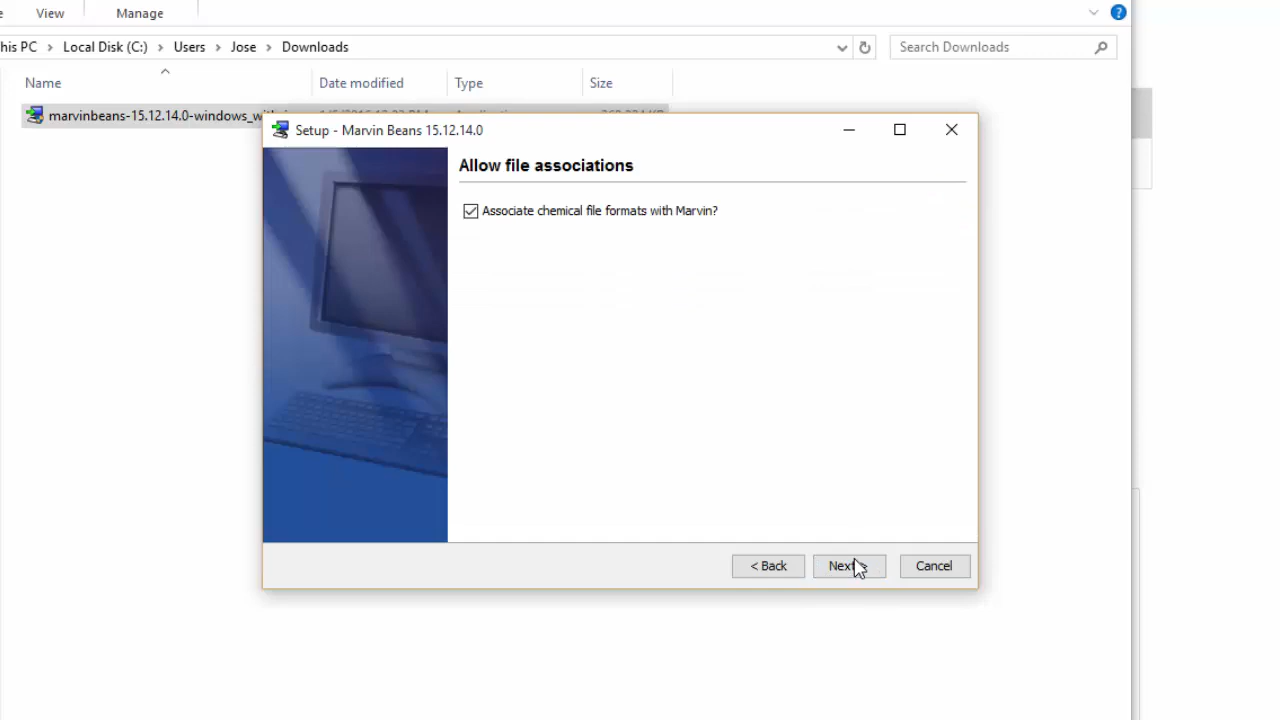 View Manage
his PC > Local Disk (C:) > Users > Jose > Downloads Search Downloads
Name Date modified Type Size
marvinbeans-15.12.14.0-windows_w
Setup - Marvin Beans 15.12.14.0
Allow file associations
Associate chemical file formats with Marvin?
< Back Next > Cancel